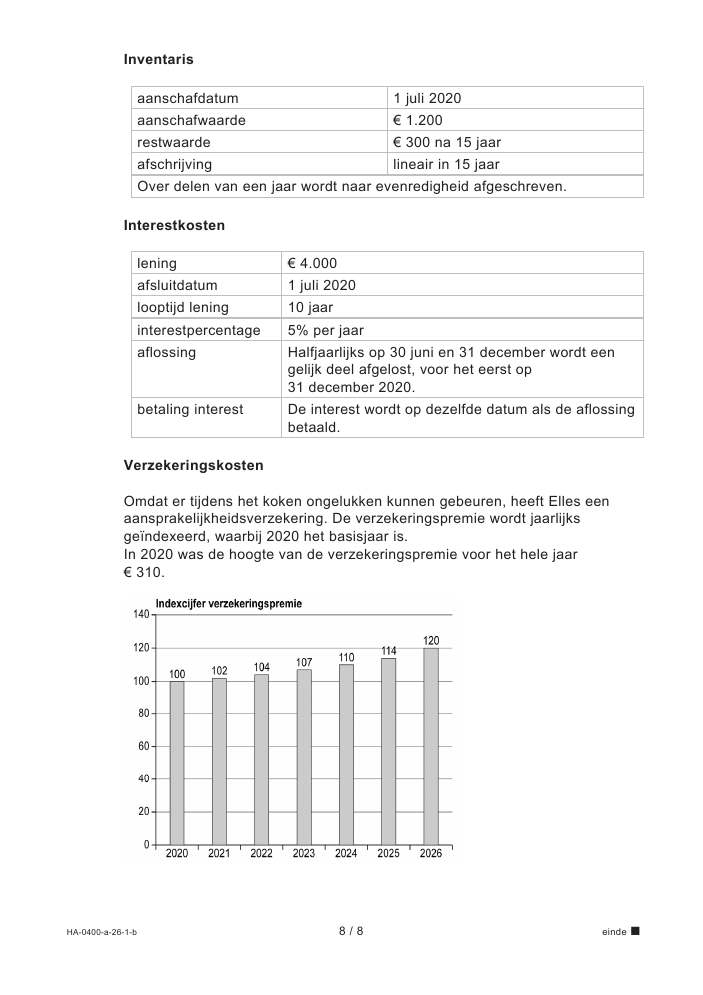 Inventaris
aanschafdatum 1 juli 2020
aanschafwaarde € 1.200
restwaarde € 300 na 15 jaar
afschrijving lineair in 15 jaar
Over delen van een jaar wordt naar evenredigheid afgeschreven.
Interestkosten
lening € 4.000
afsluitdatum 1 juli 2020
looptijd lening 10 jaar
interestpercentage 5% per jaar
aflossing Halfjaarlijks op 30 juni en 31 december wordt een
gelijk deel afgelost, voor het eerst op
31 december 2020.
betaling interest De interest wordt op dezelfde datum als de aflossing
betaald.
Verzekeringskosten
Omdat er tijdens het koken ongelukken kunnen gebeuren, heeft Elles een
aansprakelijkheidsverzekering. De verzekeringspremie wordt jaarlijks
geïndexeerd, waarbij 2020 het basisjaar is.
In 2020 was de hoogte van de verzekeringspremie voor het hele jaar
€ 310.
Indexcijfer verzekeringspremie
140
120
100
80
60
40
20
0
100 102 104 107 110 114 120
2020 2021 2022 2023 2024 2025 2026
HA-0400-a-26-1-b 8 / 8 einde